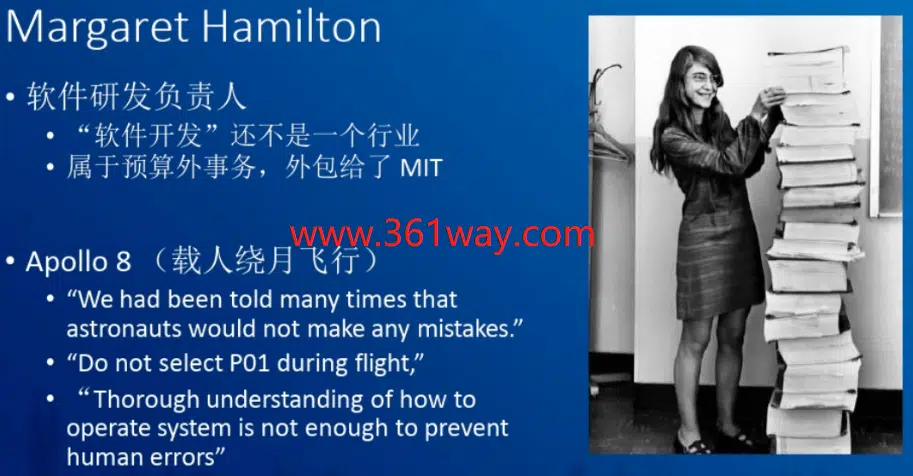 Margaret Hamilton
• 软件研发负责人
• “软件开发”还不是一个行业
• 属于预算外事务，外包给了 MIT
www.361way.com
• Apollo 8 （载人绕月飞行）
• “We had been told many times that
astronauts would not make any mistakes.”
• “Do not select P01 during flight,”
• “Thorough understanding of how to
operate system is not enough to prevent
human errors”